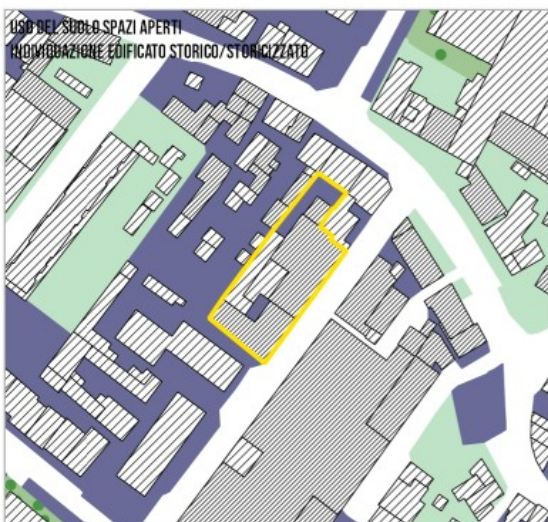 USO DEL SUOLO SPAZI APERTI
INDIVIDUAZIONE EDIFICATO STORICO/STORICIZZATO